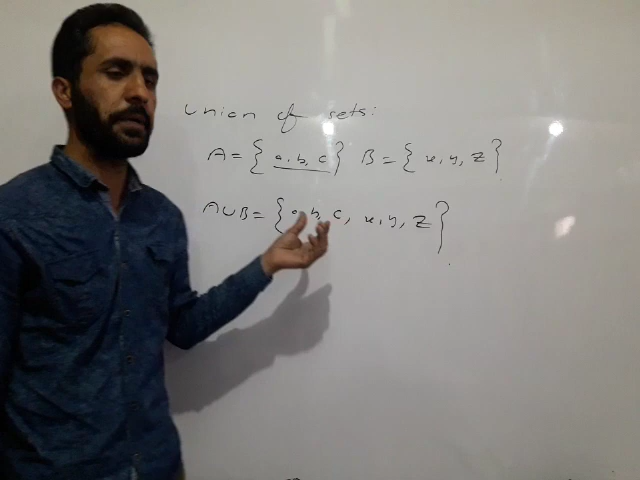 Union of sets:
A = { a, b, c } B = { x, y, z }
A∪B = { a, b, c, x, y, z }